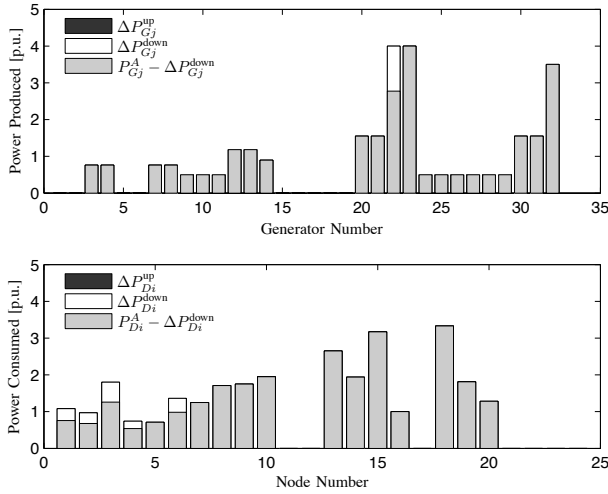 Power Produced [p.u.]
5
4
3
2
1
0
ΔP_{Gj}^{up}
ΔP_{Gj}^{down}
P_{Gj}^{A} − ΔP_{Gj}^{down}
0 5 10 15 20 25 30 35
Generator Number
Power Consumed [p.u.]
5
4
3
2
1
0
ΔP_{Di}^{up}
ΔP_{Di}^{down}
P_{Di}^{A} − ΔP_{Di}^{down}
0 5 10 15 20 25
Node Number